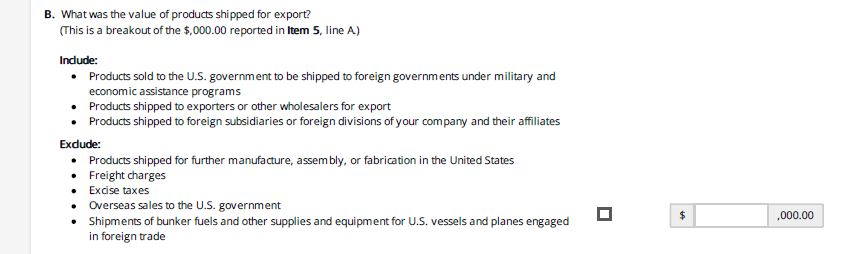 B. What was the value of products shipped for export?
(This is a breakout of the $,000.00 reported in Item 5, line A.)
Include:
• Products sold to the U.S. government to be shipped to foreign governments under military and
economic assistance programs
• Products shipped to exporters or other wholesalers for export
• Products shipped to foreign subsidiaries or foreign divisions of your company and their affiliates
Exclude:
• Products shipped for further manufacture, assembly, or fabrication in the United States
• Freight charges
• Excise taxes
• Overseas sales to the U.S. government
• Shipments of bunker fuels and other supplies and equipment for U.S. vessels and planes engaged
in foreign trade
$ ,000.00